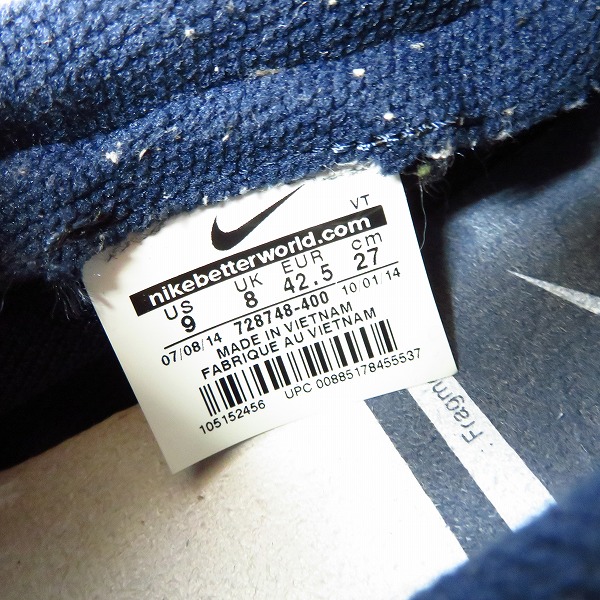 VT
nikebetterworld.com
US UK EUR cm
9 8 42.5 27
07/08/14 728748-400 10/01/14
MADE IN VIETNAM
FABRIQUE AU VIETNAM
105152456 UPC 00885178455537
Fragm